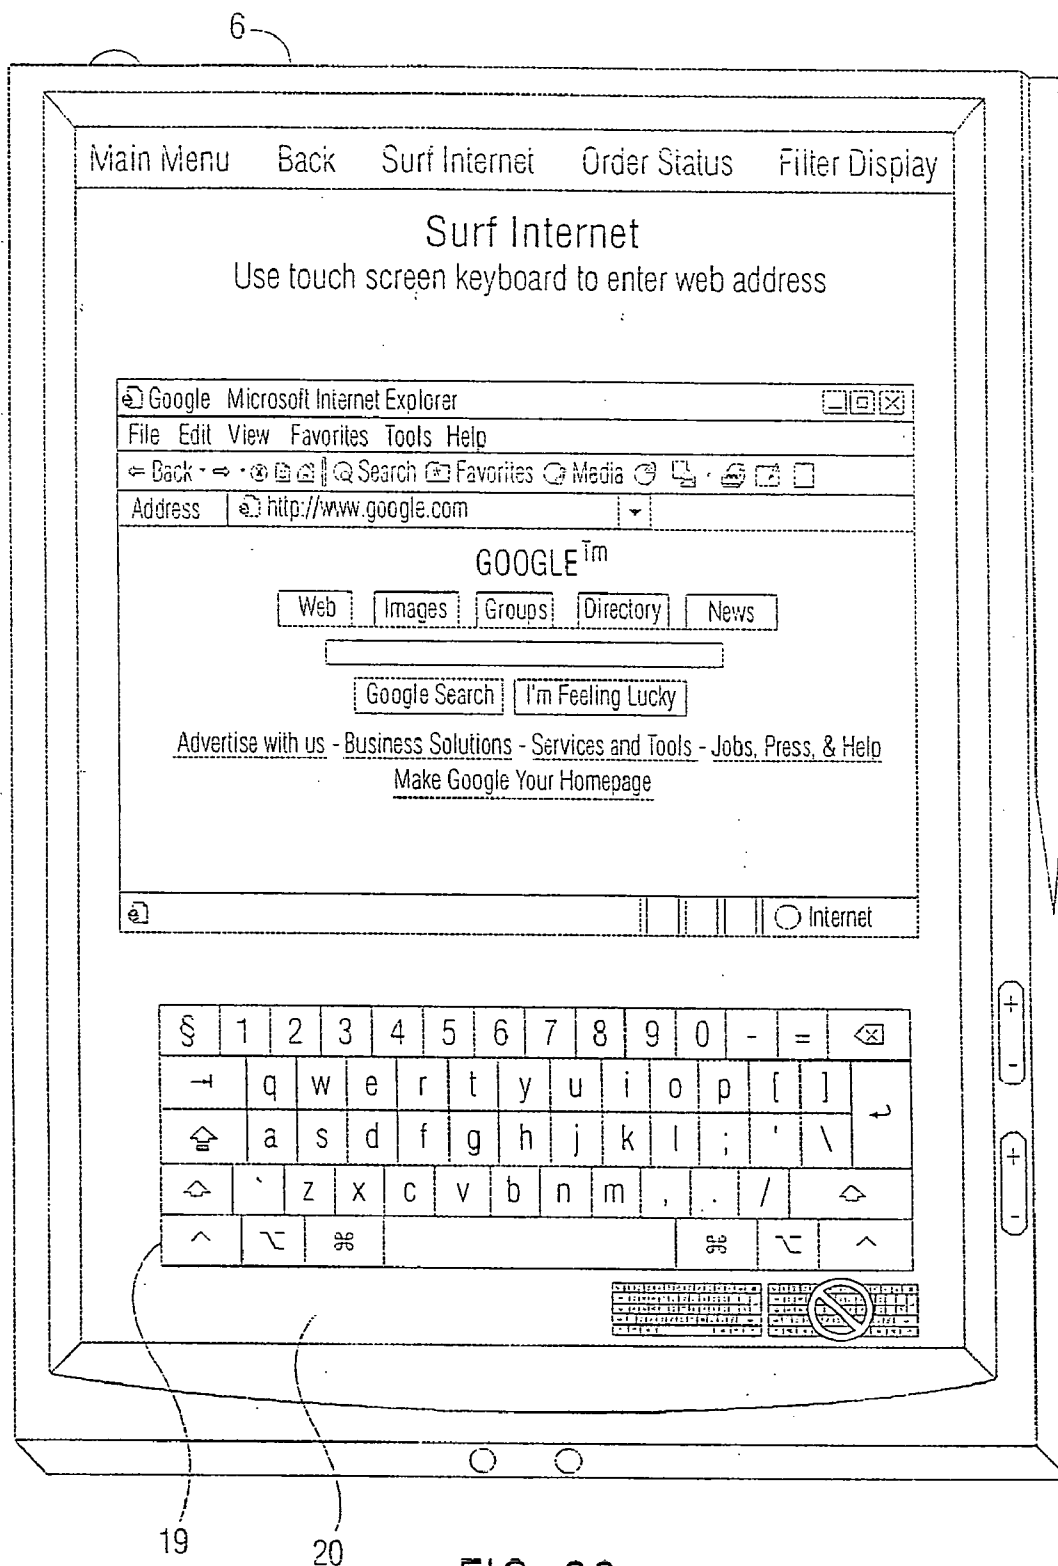 6
Main Menu Back Surf Internet Order Status Filter Display
Surf Internet
Use touch screen keyboard to enter web address
Google Microsoft Internet Explorer
File Edit View Favorites Tools Help
Back Search Favorites Media
Address http://www.google.com
GOOGLE™
Web Images Groups Directory News
Google Search I'm Feeling Lucky
Advertise with us - Business Solutions - Services and Tools - Jobs, Press, & Help
Make Google Your Homepage
Internet
§ 1 2 3 4 5 6 7 8 9 0 - =
q w e r t y u i o p [ ]
a s d f g h j k l ; ' \
` z x c v b n m , . /
^ ⌥ ⌘ ⌘ ⌥ ^
+
-
+
-
19
20